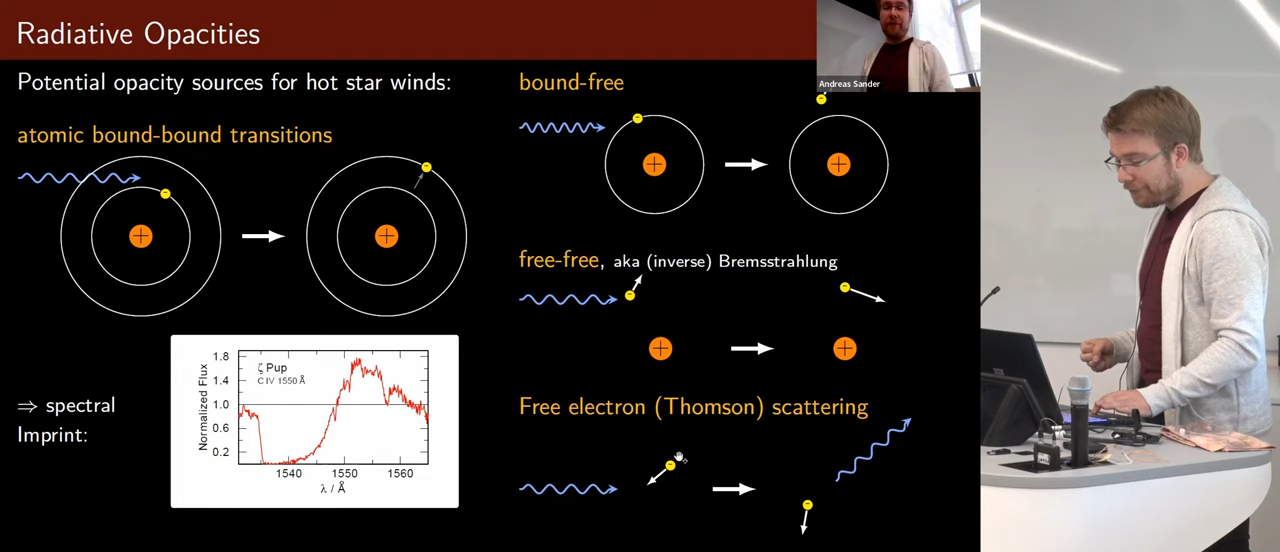 Radiative Opacities
Andreas Sander
Potential opacity sources for hot star winds:
atomic bound-bound transitions
−
+
−
+
⇒ spectral
Imprint:
Normalized Flux
1.8
1.4
1.0
0.6
0.2
ζ Pup
C IV 1550 Å
1540
1550
1560
λ / Å
bound-free
−
+
−
+
free-free, aka (inverse) Bremsstrahlung
−
+
−
+
Free electron (Thomson) scattering
−
−